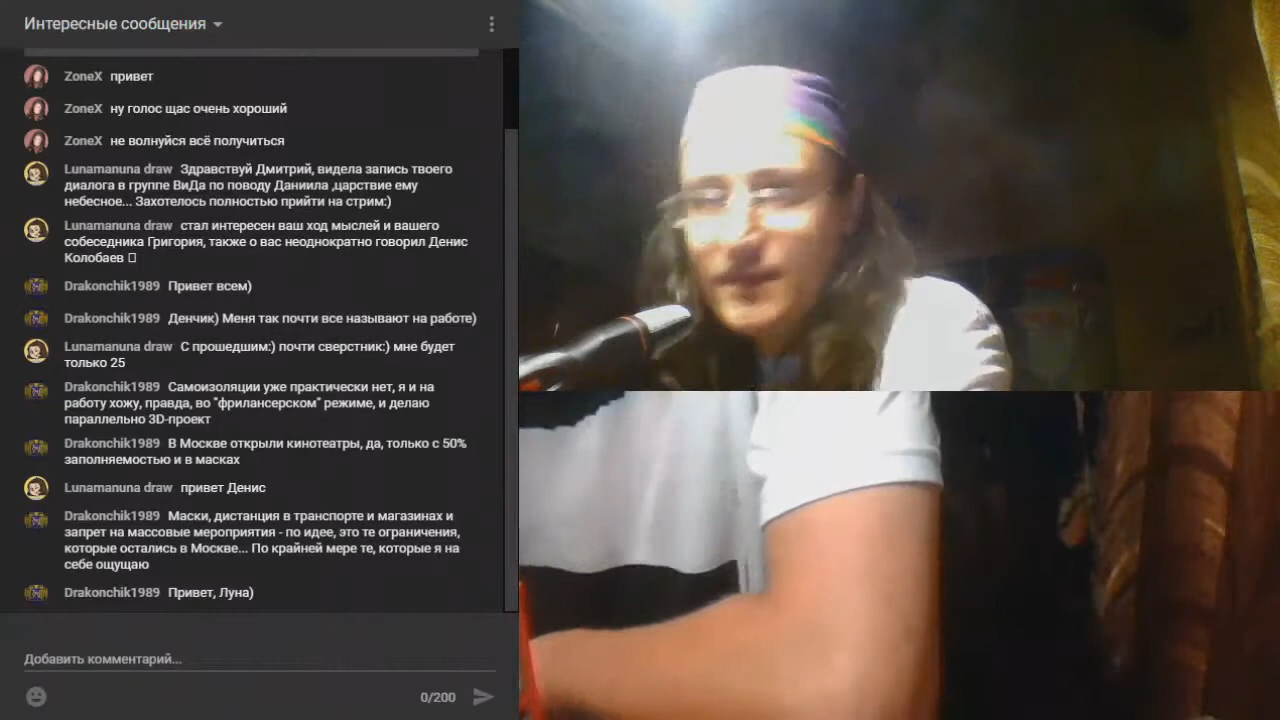 Интересные сообщения
ZoneX привет
ZoneX ну голос щас очень хороший
ZoneX не волнуйся всё получиться
Lunamanuna draw Здравствуй Дмитрий, видела запись твоего
диалога в группе ВиДа по поводу Даниила ,царствие ему
небесное... Захотелось полностью прийти на стрим:)
Lunamanuna draw стал интересен ваш ход мыслей и вашего
собеседника Григория, также о вас неоднократно говорил Денис
Колобаев
Drakonchik1989 Привет всем)
Drakonchik1989 Денчик) Меня так почти все называют на работе)
Lunamanuna draw С прошедшим:) почти сверстник:) мне будет
только 25
Drakonchik1989 Самоизоляции уже практически нет, я и на
работу хожу, правда, во "фрилансерском" режиме, и делаю
параллельно 3D-проект
Drakonchik1989 В Москве открыли кинотеатры, да, только с 50%
заполняемостью и в масках
Lunamanuna draw привет Денис
Drakonchik1989 Маски, дистанция в транспорте и магазинах и
запрет на массовые мероприятия - по идее, это те ограничения,
которые остались в Москве... По крайней мере те, которые я на
себе ощущаю
Drakonchik1989 Привет, Луна)
Добавить комментарий...
0/200